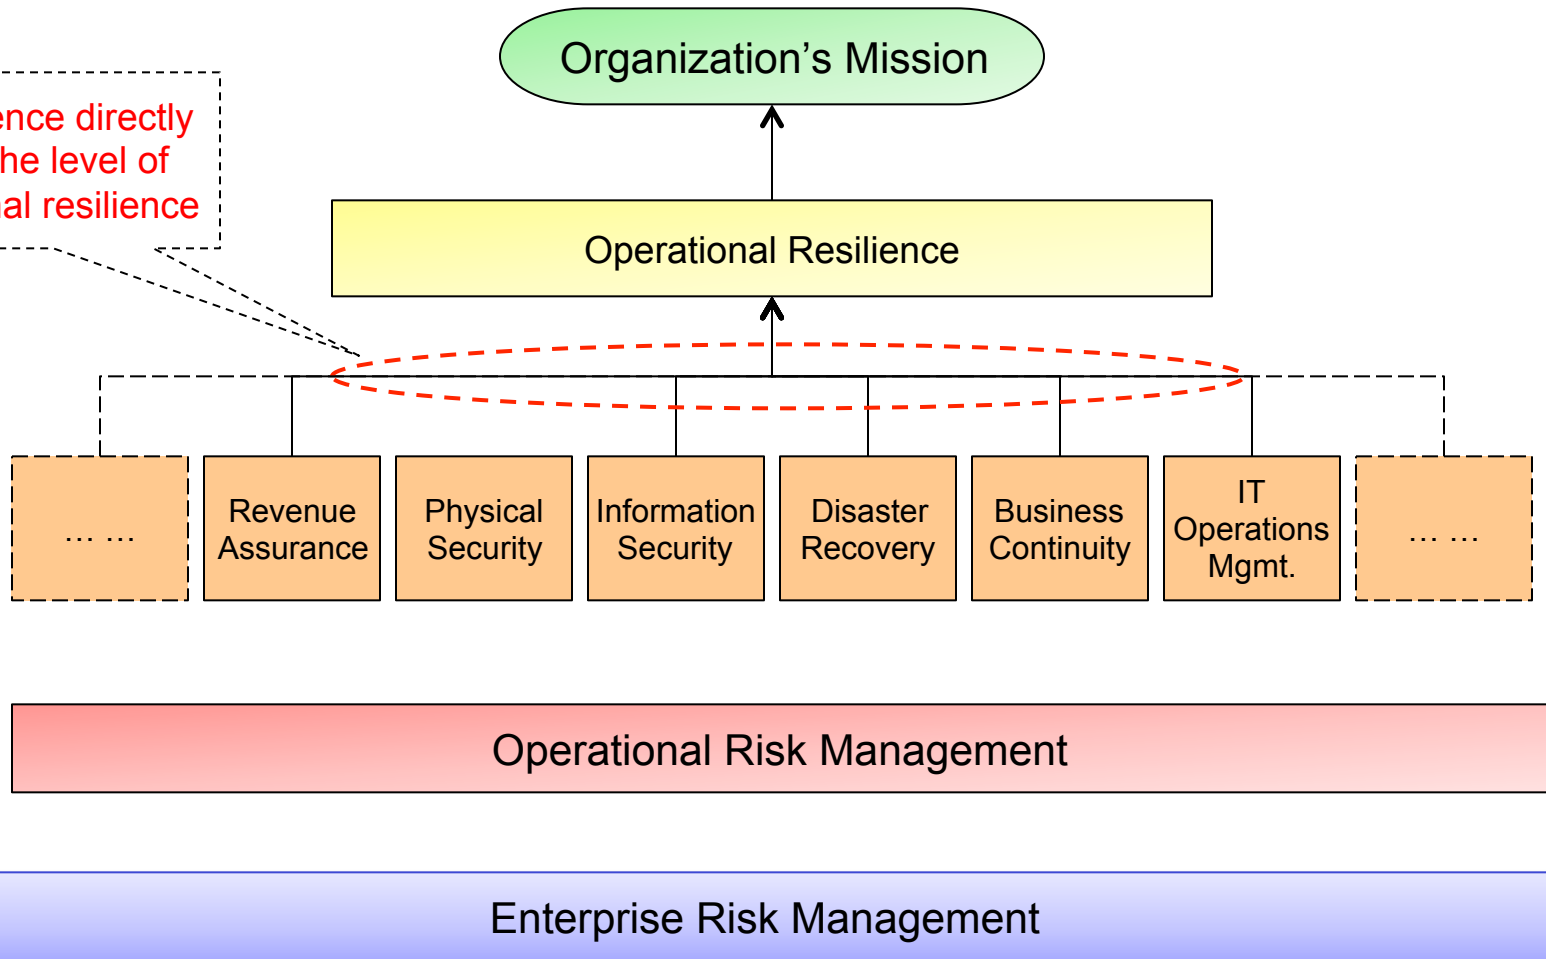 Organization’s Mission
ence directly
he level of
al resilience
Operational Resilience
… …
Revenue
Assurance
Physical
Security
Information
Security
Disaster
Recovery
Business
Continuity
IT
Operations
Mgmt.
… …
Operational Risk Management
Enterprise Risk Management